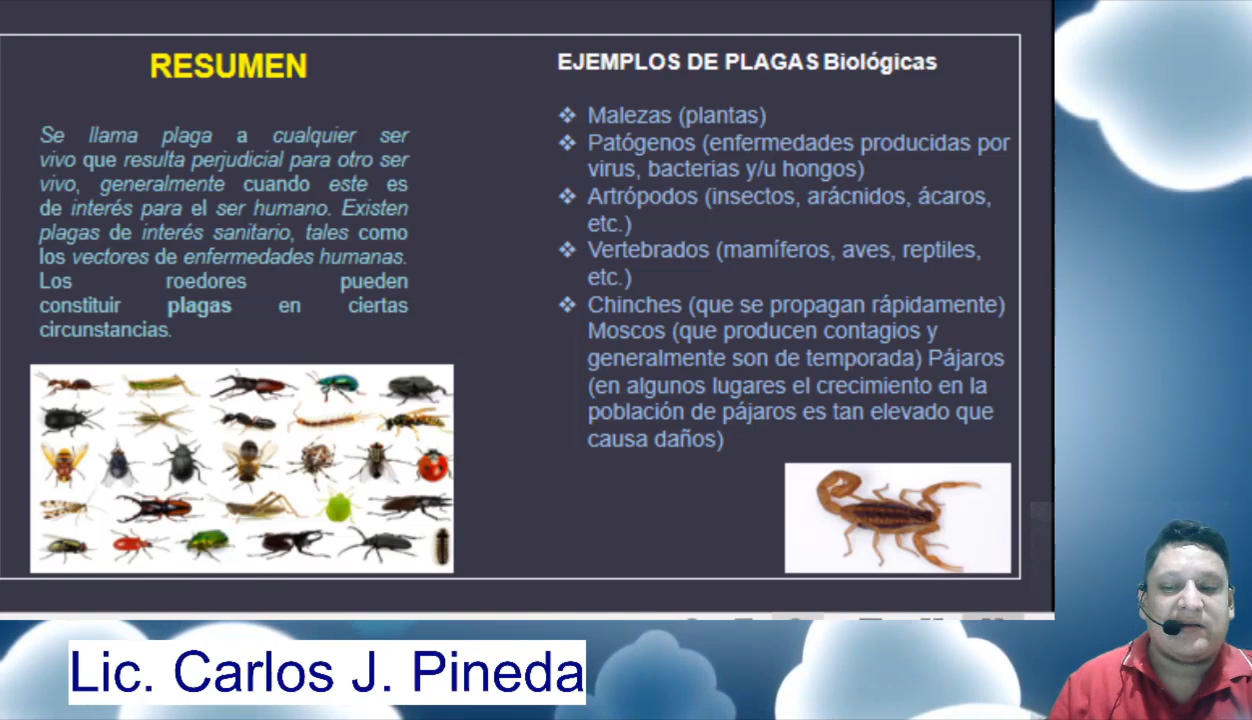 RESUMEN
Se llama plaga a cualquier ser
vivo que resulta perjudicial para otro ser
vivo, generalmente cuando este es
de interés para el ser humano. Existen
plagas de interés sanitario, tales como
los vectores de enfermedades humanas.
Los roedores pueden
constituir plagas en ciertas
circunstancias.
EJEMPLOS DE PLAGAS Biológicas
❖ Malezas (plantas)
❖ Patógenos (enfermedades producidas por
virus, bacterias y/u hongos)
❖ Artrópodos (insectos, arácnidos, ácaros,
etc.)
❖ Vertebrados (mamíferos, aves, reptiles,
etc.)
❖ Chinches (que se propagan rápidamente)
Moscos (que producen contagios y
generalmente son de temporada) Pájaros
(en algunos lugares el crecimiento en la
población de pájaros es tan elevado que
causa daños)
Lic. Carlos J. Pineda